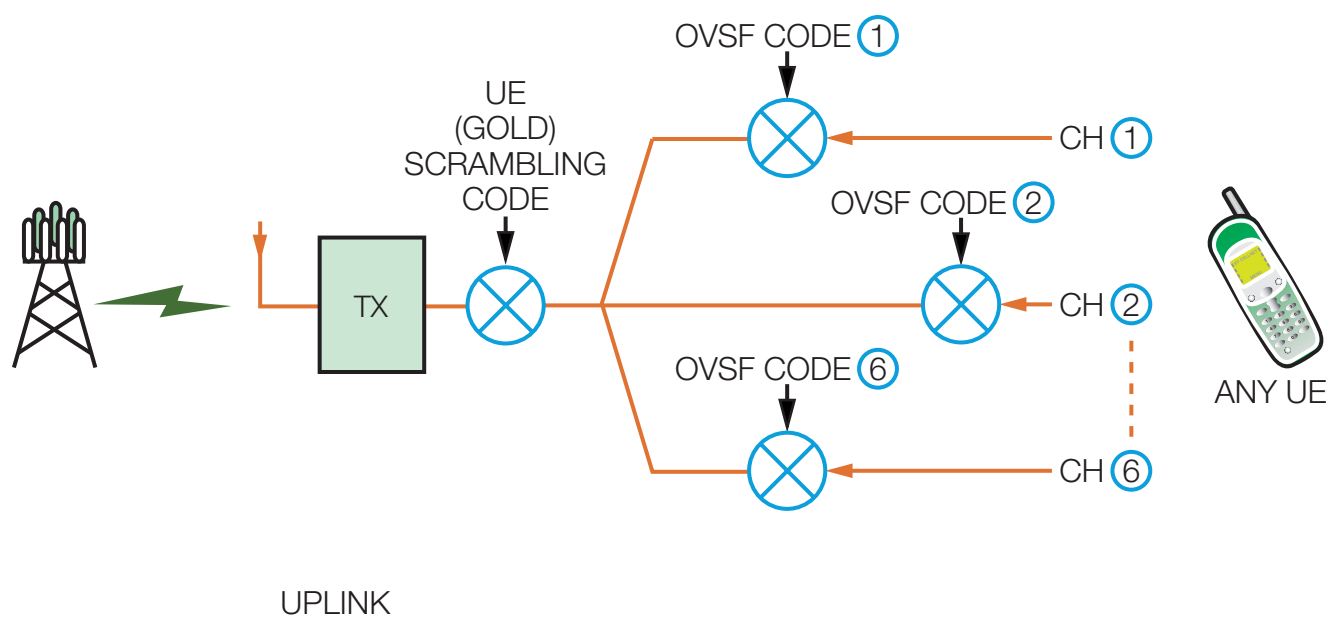 OVSF CODE 1
UE
(GOLD)
SCRAMBLING
CODE
CH 1
OVSF CODE 2
TX
CH 2
OVSF CODE 6
ANY UE
CH 6
UPLINK